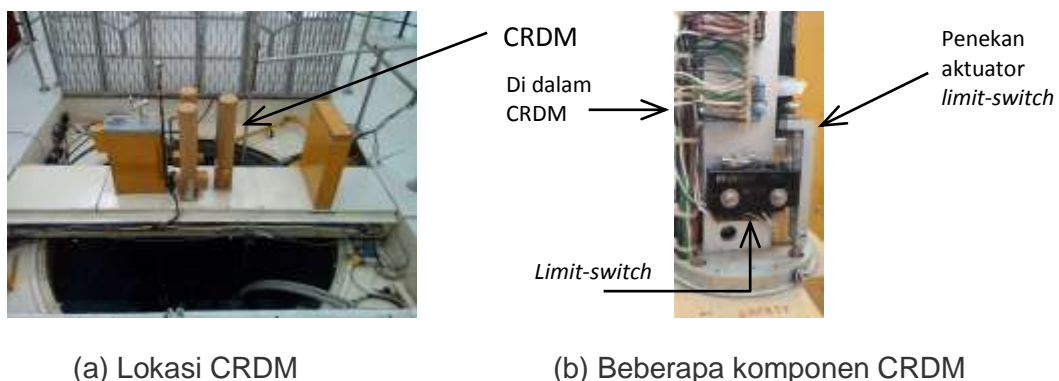 CRDM
Di dalam
CRDM
Penekan
aktuator
limit-switch
Limit-switch
(a) Lokasi CRDM
(b) Beberapa komponen CRDM